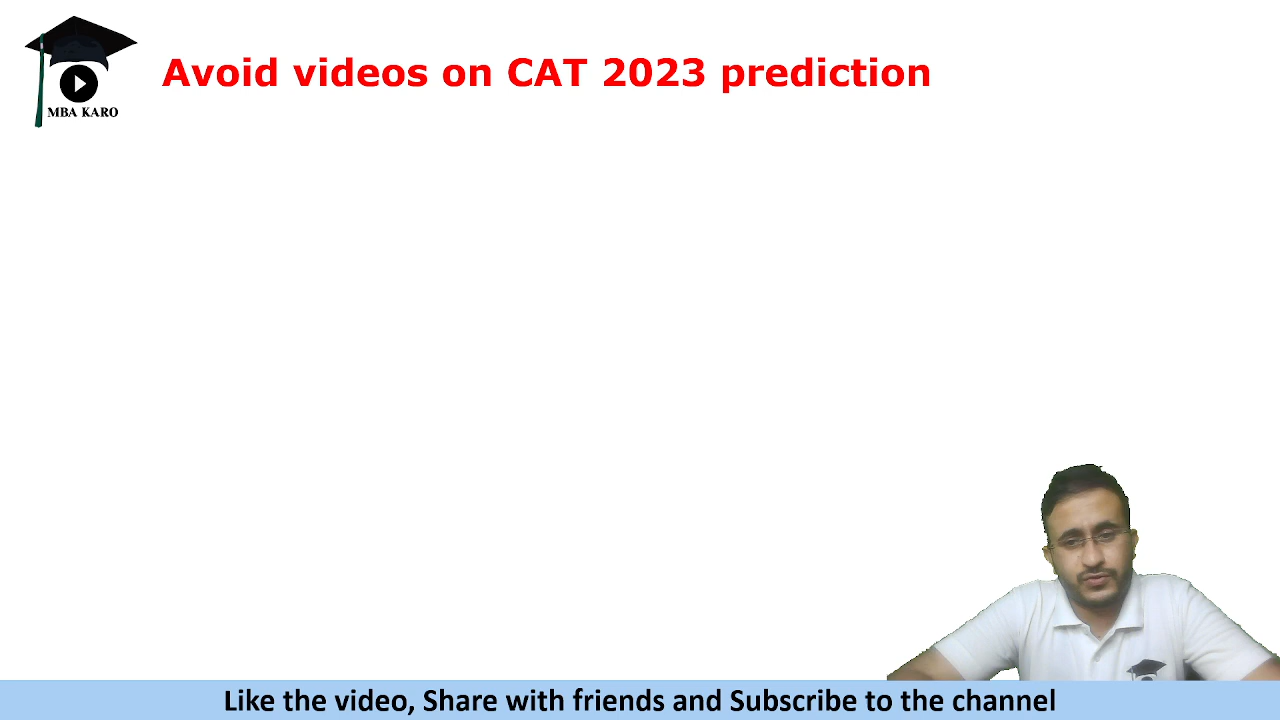 Avoid videos on CAT 2023 prediction
MBA KARO
Like the video, Share with friends and Subscribe to the channel